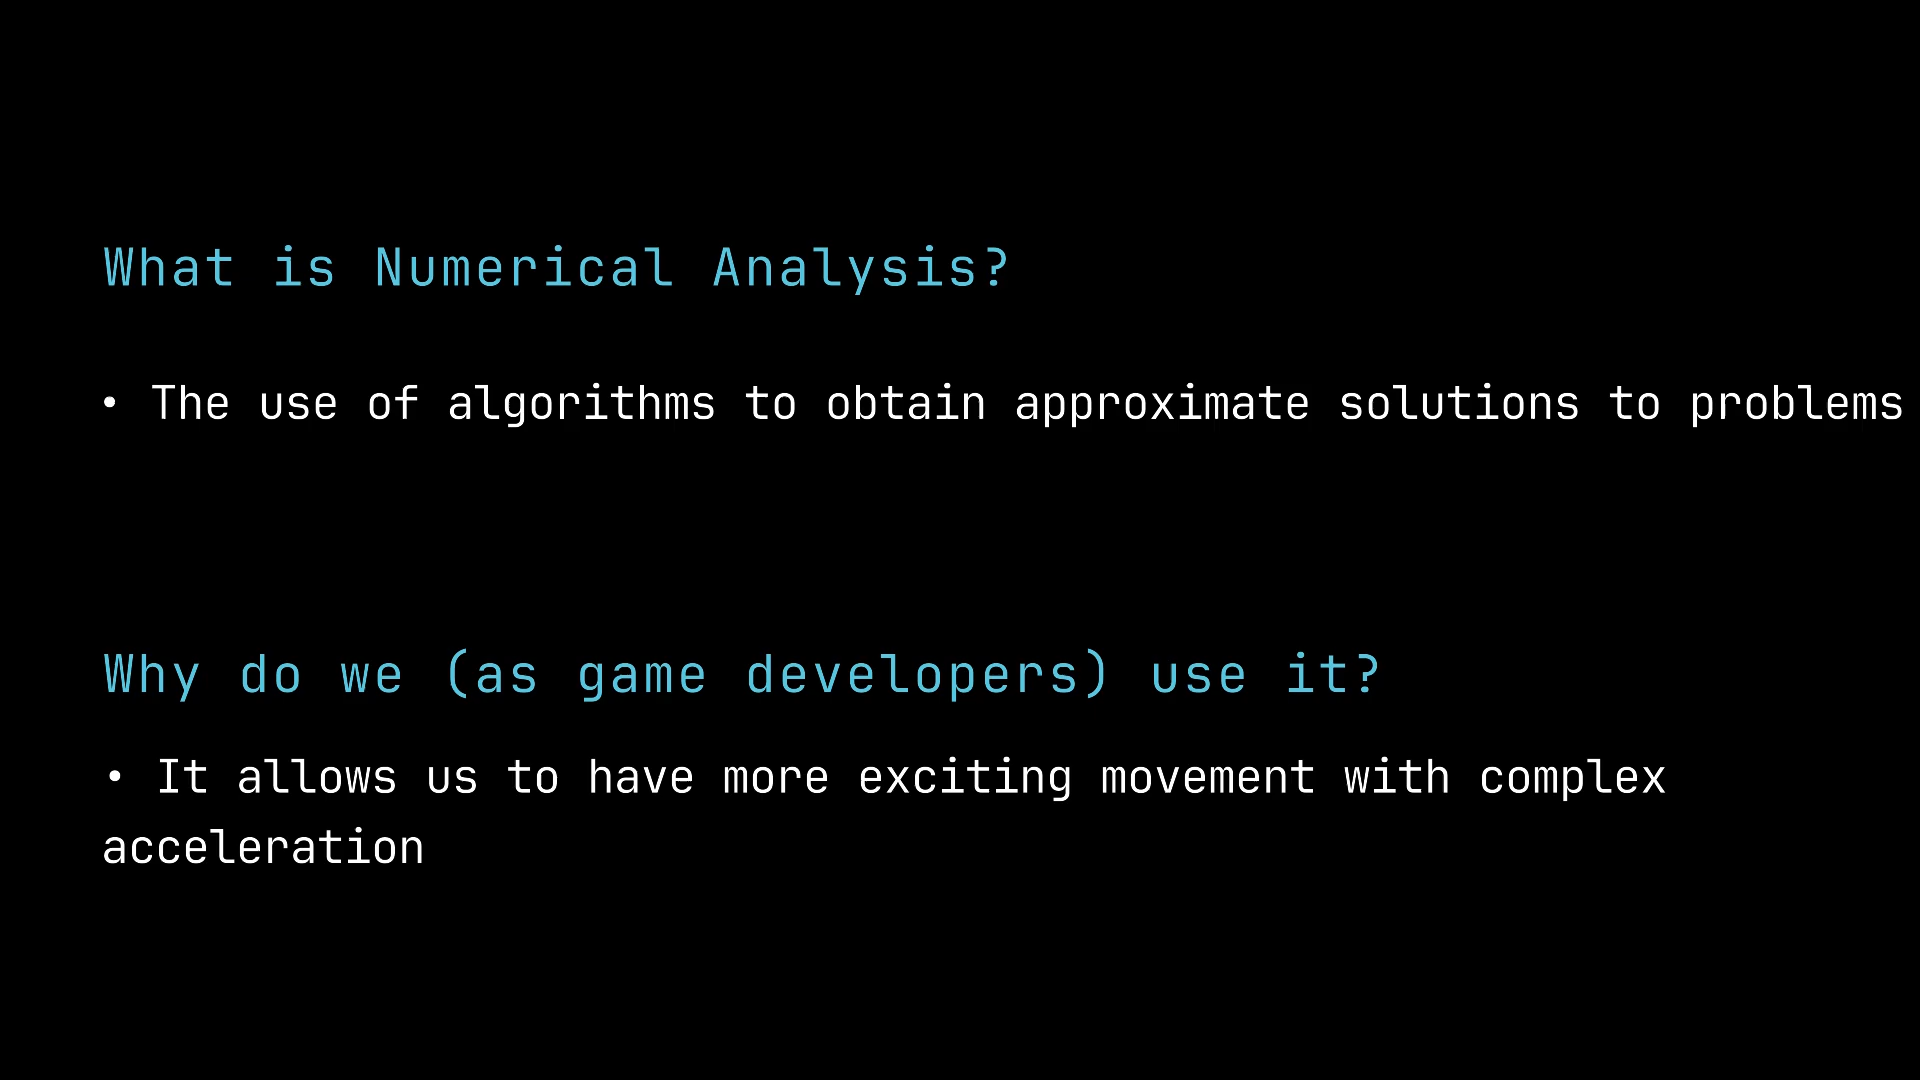 What is Numerical Analysis?
• The use of algorithms to obtain approximate solutions to problems
Why do we (as game developers) use it?
• It allows us to have more exciting movement with complex
acceleration